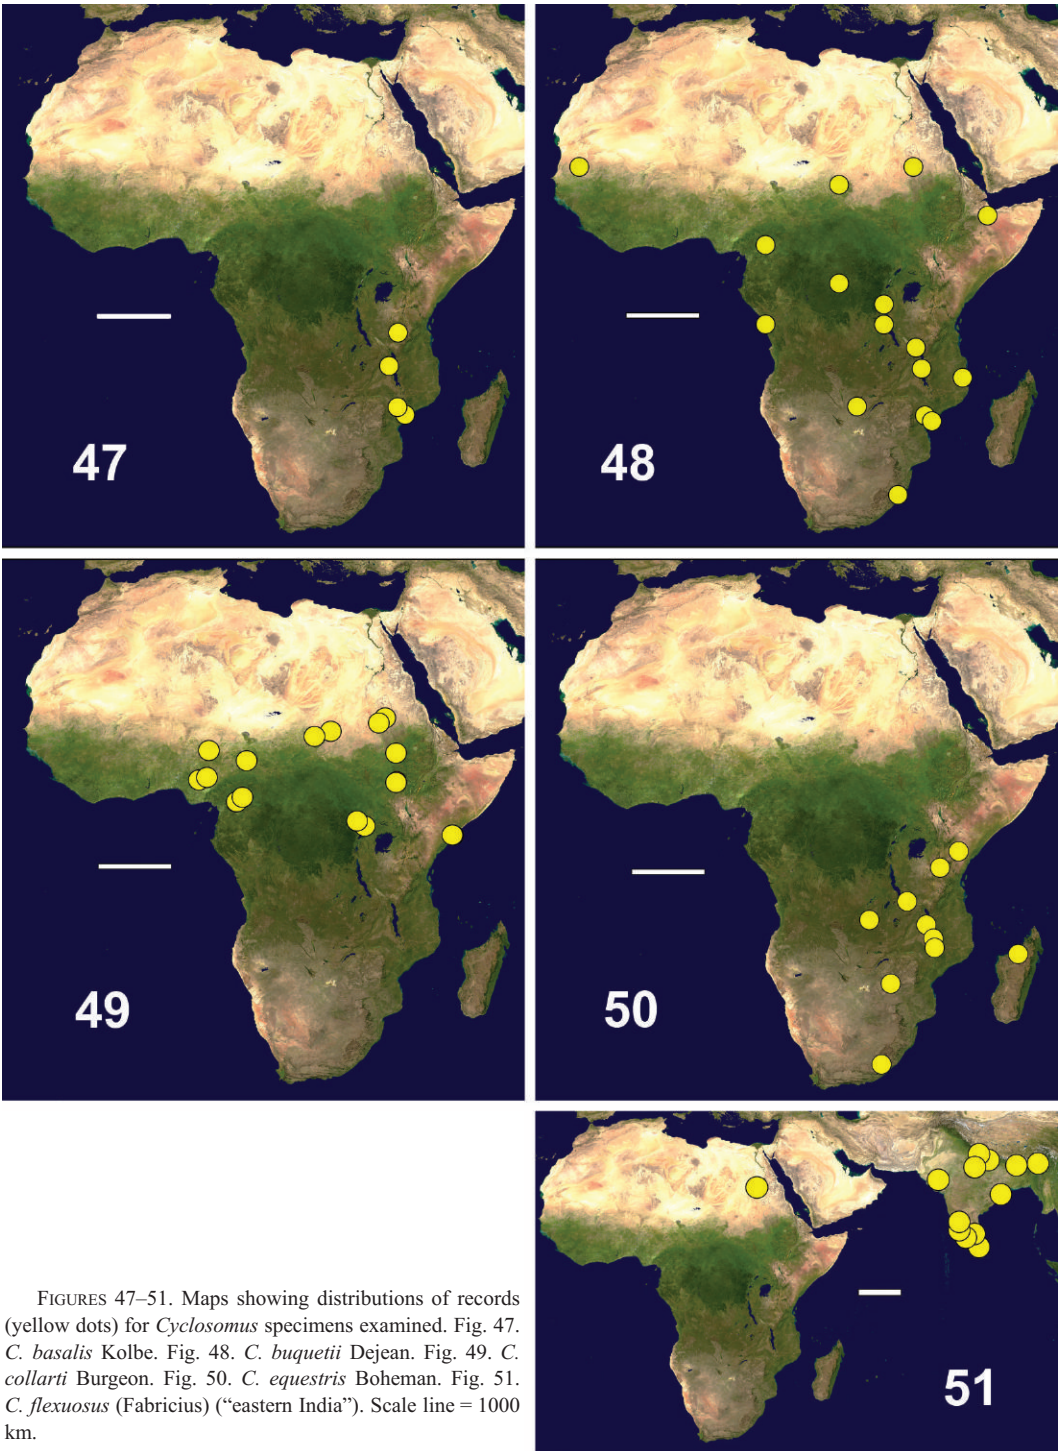 47
48
49
50
51
FIGURES 47–51. Maps showing distributions of records
(yellow dots) for Cyclosomus specimens examined. Fig. 47.
C. basalis Kolbe. Fig. 48. C. buquetii Dejean. Fig. 49. C.
collarti Burgeon. Fig. 50. C. equestris Boheman. Fig. 51.
C. flexuosus (Fabricius) (“eastern India”). Scale line = 1000
km.